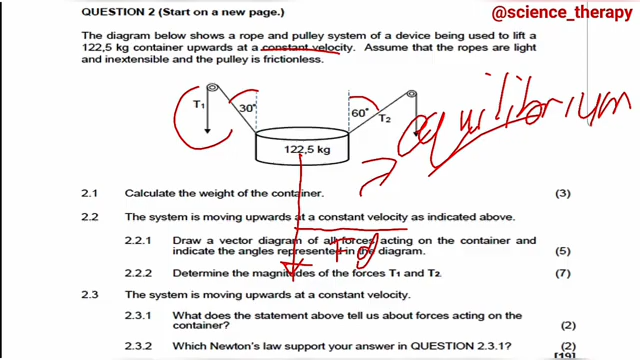 @science_therapy
QUESTION 2 (Start on a new page.)
The diagram below shows a rope and pulley system of a device being used to lift a
122,5 kg container upwards at a constant velocity. Assume that the ropes are light
and inextensible and the pulley is frictionless.
T1
30°
60°
T2
equilibrium
122,5 kg
2.1 Calculate the weight of the container. (3)
2.2 The system is moving upwards at a constant velocity as indicated above.
Fg
2.2.1 Draw a vector diagram of all forces acting on the container and
indicate the angles represented in the diagram. (5)
2.2.2 Determine the magnitudes of the forces T1 and T2. (7)
2.3 The system is moving upwards at a constant velocity.
2.3.1 What does the statement above tell us about forces acting on the
container? (2)
2.3.2 Which Newton's law support your answer in QUESTION 2.3.1? (2)
[19]